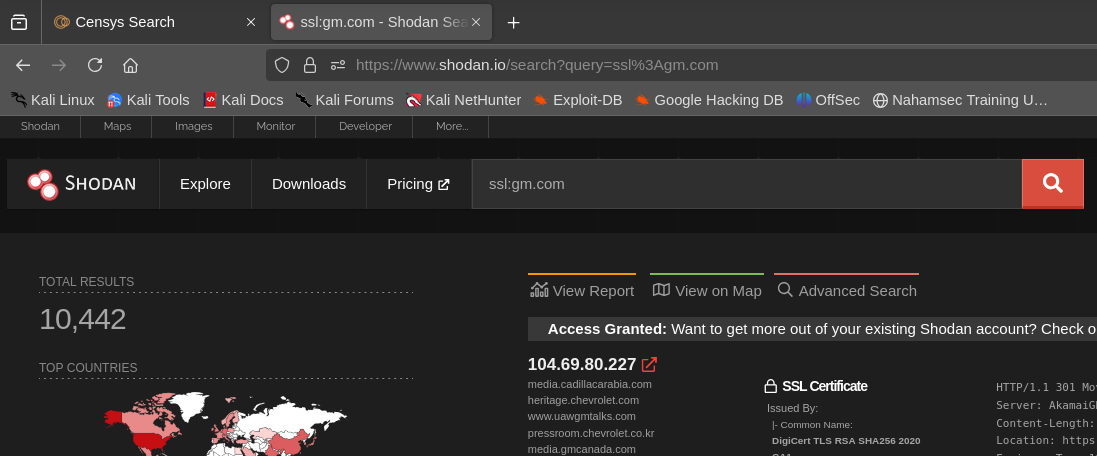 Censys Search
ssl:gm.com - Shodan Sea
https://www.shodan.io/search?query=ssl%3Agm.com
Kali Linux Kali Tools Kali Docs Kali Forums Kali NetHunter Exploit-DB Google Hacking DB OffSec Nahamsec Training U…
Shodan Maps Images Monitor Developer More...
SHODAN Explore Downloads Pricing ssl:gm.com
TOTAL RESULTS
10,442
TOP COUNTRIES
View Report View on Map Advanced Search
Access Granted: Want to get more out of your existing Shodan account? Check o
104.69.80.227
media.cadillacarabia.com
heritage.chevrolet.com
www.uawgmtalks.com
pressroom.chevrolet.co.kr
media.gmcanada.com
SSL Certificate
Issued By:
|- Common Name:
DigiCert TLS RSA SHA256 2020
HTTP/1.1 301 Mov
Server: AkamaiGH
Content-Length:
Location: https